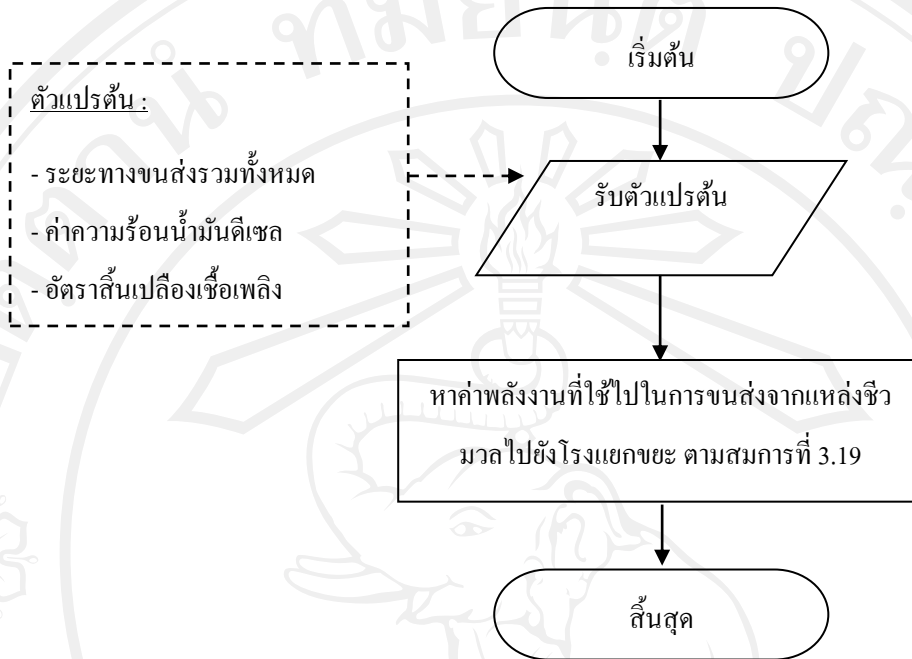 เริ่มต้น
ตัวแปรต้น :
- ระยะทางขนส่งรวมทั้งหมด
- ค่าความร้อนน้ำมันดีเซล
- อัตราสิ้นเปลืองเชื้อเพลิง
รับตัวแปรต้น
หาค่าพลังงานที่ใช้ไปในการขนส่งจากแหล่งชีว
มวลไปยังโรงแยกขยะ ตามสมการที่ 3.19
สิ้นสุด